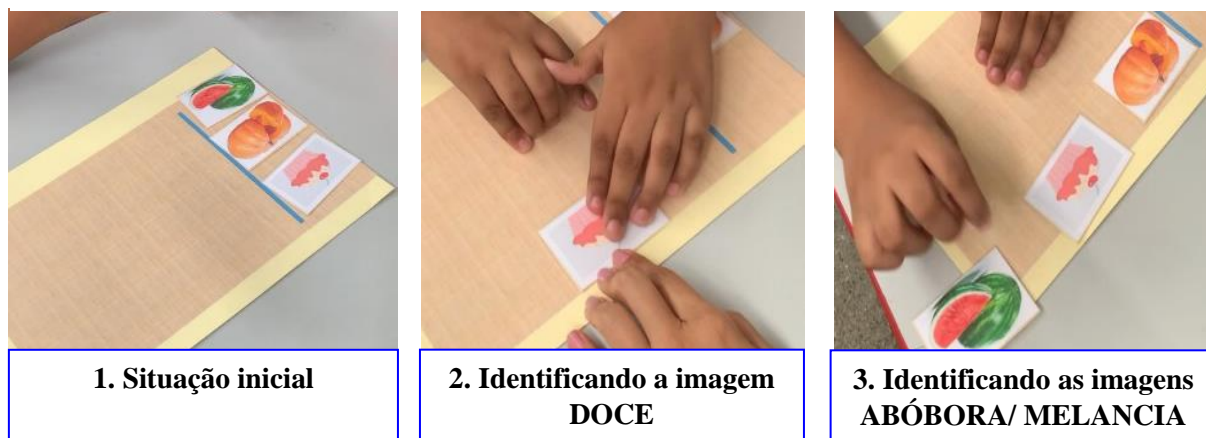 1. Situação inicial
2. Identificando a imagem
DOCE
3. Identificando as imagens
ABÓBORA/ MELANCIA